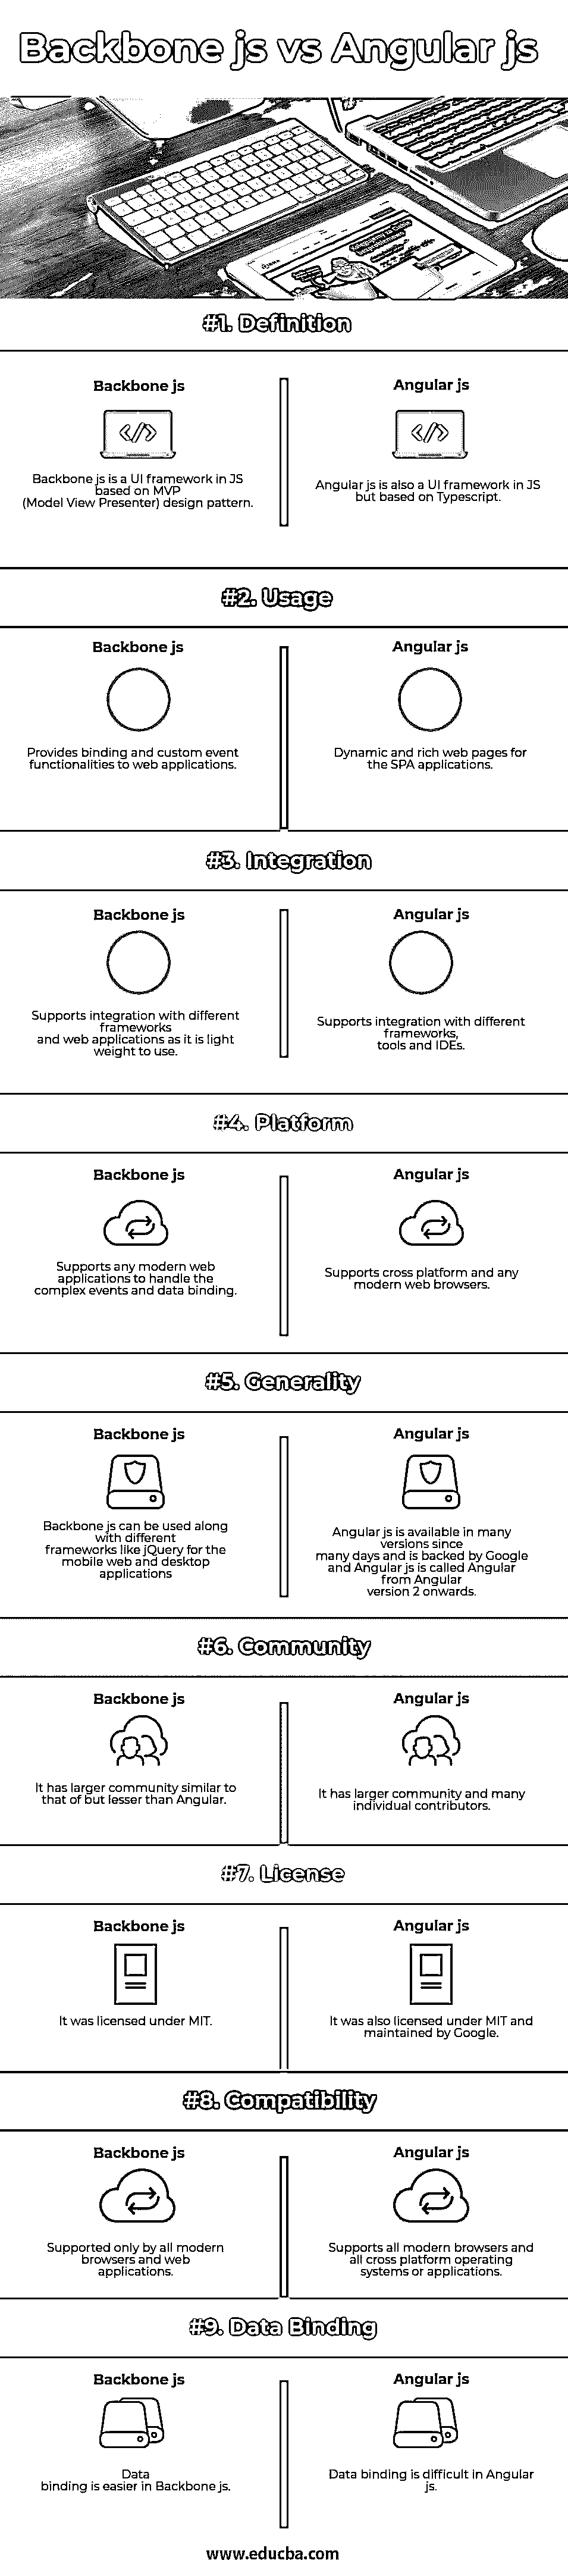 Backbone js vs Angular js
#1. Definition
Backbone js
Backbone js is a UI framework in JS
based on MVP
(Model View Presenter) design pattern.
Angular js
Angular js is also a UI framework in JS
but based on Typescript.
#2. Usage
Backbone js
Provides binding and custom event
functionalities to web applications.
Angular js
Dynamic and rich web pages for
the SPA applications.
#3. Integration
Backbone js
Supports integration with different
frameworks
and web applications as it is light
weight to use.
Angular js
Supports integration with different
frameworks,
tools and IDEs.
#4. Platform
Backbone js
Supports any modern web
applications to handle the
complex events and data binding.
Angular js
Supports cross platform and any
modern web browsers.
#5. Generality
Backbone js
Backbone js can be used along
with different
frameworks like jQuery for the
mobile web and desktop
applications
Angular js
Angular js is available in many
versions since
many days and is backed by Google
and Angular js is called Angular
from Angular
version 2 onwards.
#6. Community
Backbone js
It has larger community similar to
that of but lesser than Angular.
Angular js
It has larger community and many
individual contributors.
#7. License
Backbone js
It was licensed under MIT.
Angular js
It was also licensed under MIT and
maintained by Google.
#8. Compatibility
Backbone js
Supported only by all modern
browsers and web
applications.
Angular js
Supports all modern browsers and
all cross platform operating
systems or applications.
#9. Data Binding
Backbone js
Data
binding is easier in Backbone js.
Angular js
Data binding is difficult in Angular
js.
www.educba.com